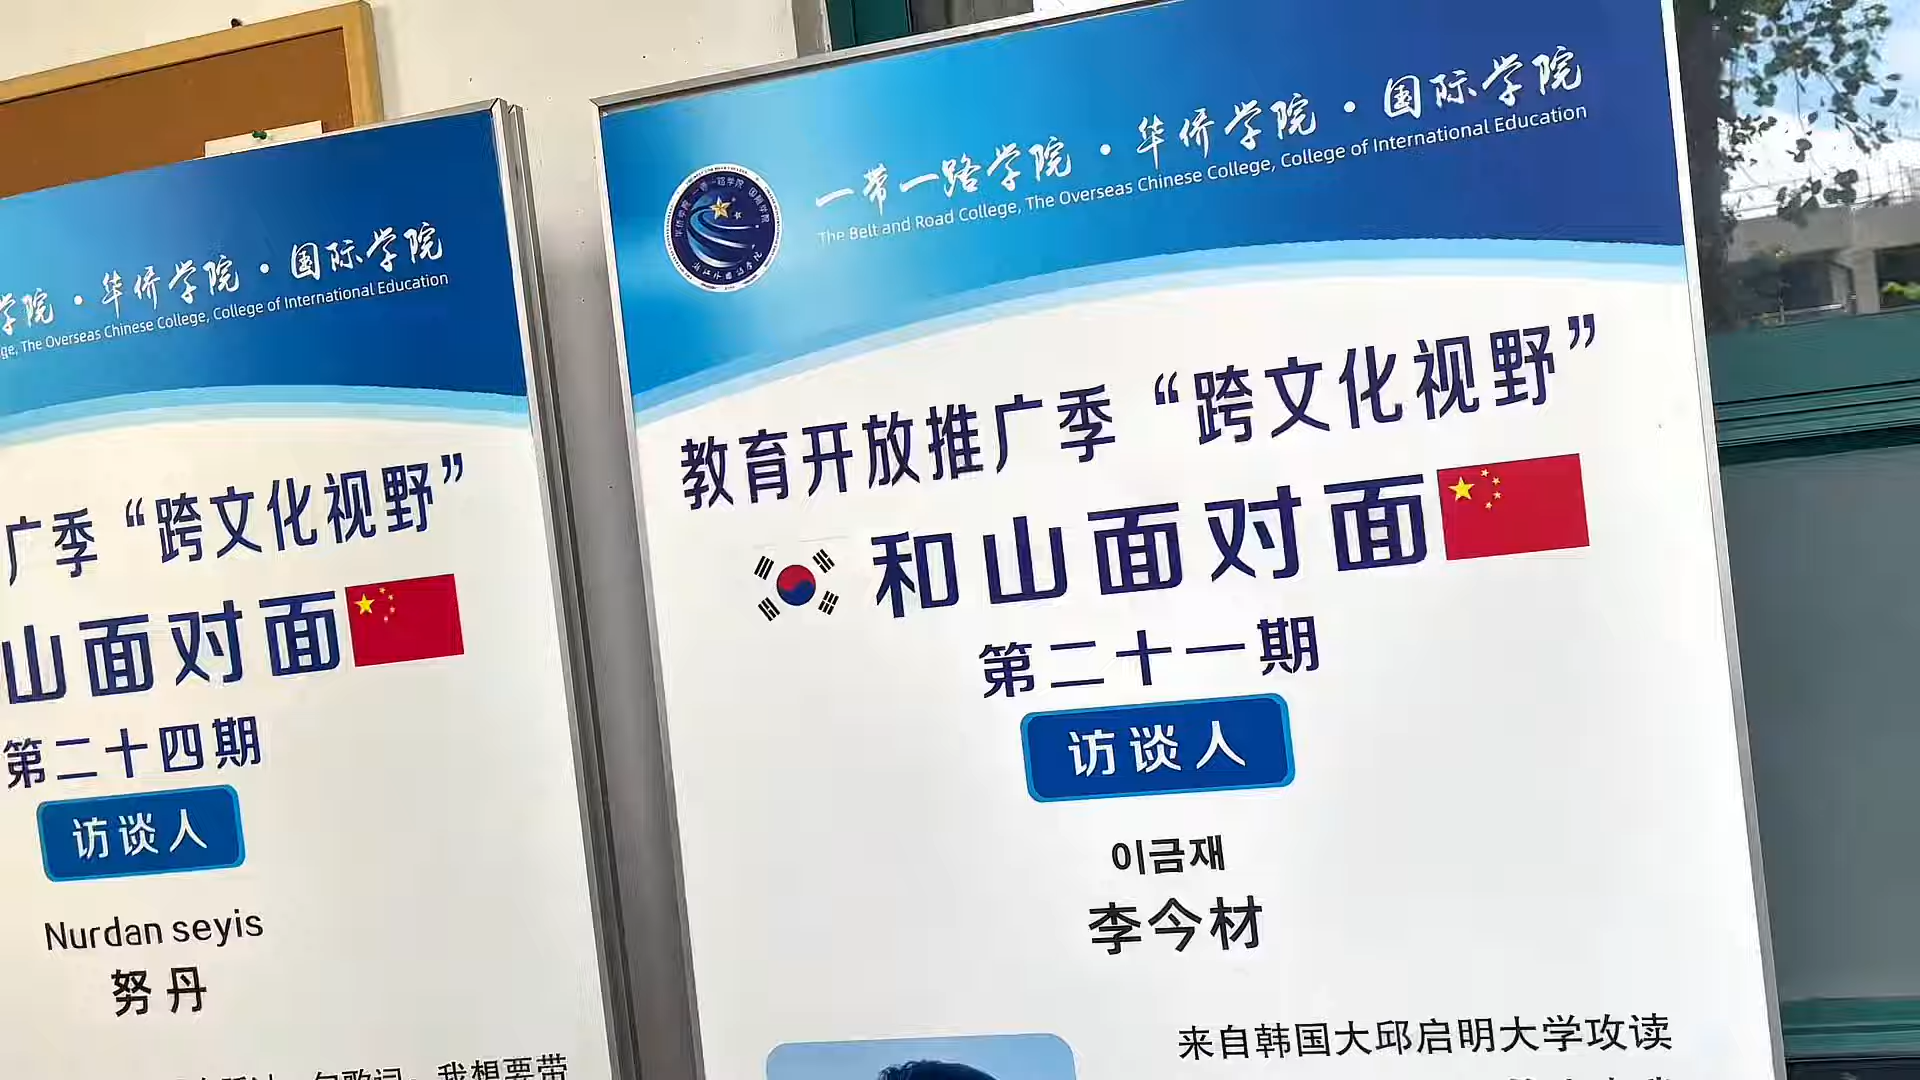 学院·华侨学院·国际学院
ge, The Overseas Chinese College, College of International Education
广季“跨文化视野”
山面对面
第二十四期
访谈人
Nurdan seyis
努丹
一带一路学院·华侨学院·国际学院
The Belt and Road College, The Overseas Chinese College, College of International Education
教育开放推广季“跨文化视野”
和山面对面
第二十一期
访谈人
이금재
李今材
来自韩国大邱启明大学攻读